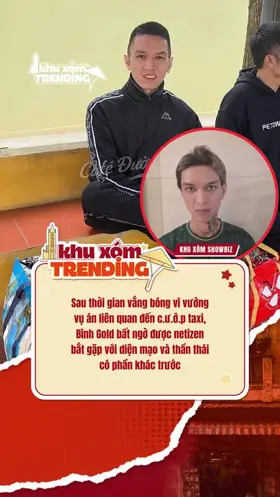 khu xóm
TRENDING
PETOW
KHU XÓM SHOWBIZ
khu xóm
TRENDING
Sau thời gian vắng bóng vì vướng
vụ án liên quan đến c.ư.ớ.p taxi,
Bình Gold bất ngờ được netizen
bắt gặp với diện mạo và thần thái
có phần khác trước